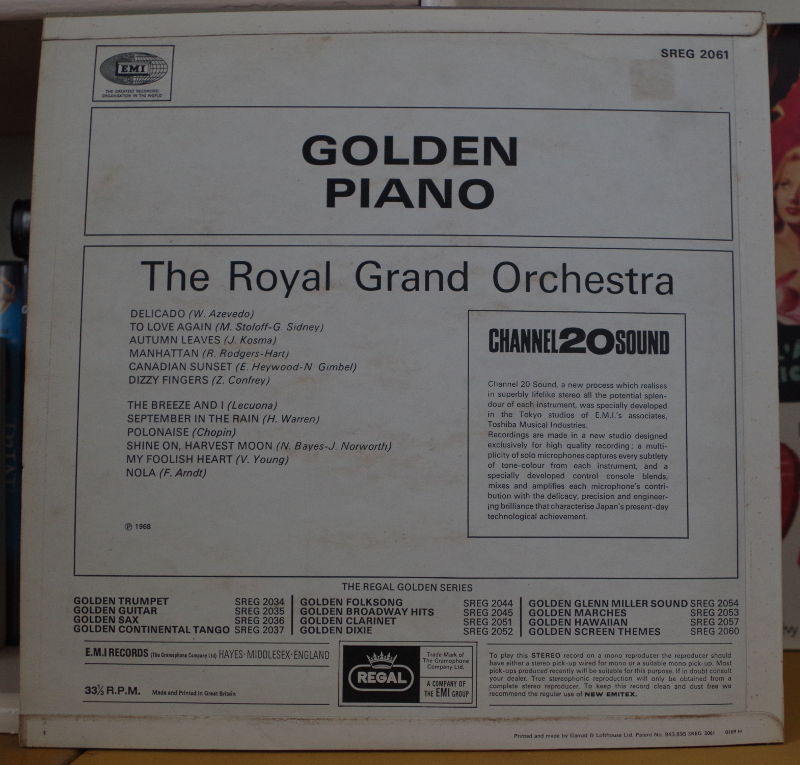 SREG 2061
EMI
THE GREATEST RECORDING
ORGANISATION IN THE WORLD
GOLDEN
PIANO
The Royal Grand Orchestra
DELICADO (W. Azevedo)
TO LOVE AGAIN (M. Stoloff-G. Sidney)
AUTUMN LEAVES (J. Kosma)
MANHATTAN (R. Rodgers-Hart)
CANADIAN SUNSET (E. Heywood-N Gimbel)
DIZZY FINGERS (Z. Confrey)
THE BREEZE AND I (Lecuona)
SEPTEMBER IN THE RAIN (H. Warren)
POLONAISE (Chopin)
SHINE ON, HARVEST MOON (N. Bayes-J. Norworth)
MY FOOLISH HEART (V. Young)
NOLA (F. Arndt)
℗ 1968
CHANNEL 20 SOUND
Channel 20 Sound, a new process which realises
in superbly lifelike stereo all the potential splen-
dour of each instrument, was specially developed
in the Tokyo studios of E.M.I.'s associates,
Toshiba Musical Industries.
Recordings are made in a new studio designed
exclusively for high quality recording; a multi-
plicity of solo microphones captures every subtlety
of tone-colour from each instrument, and a
specially developed control console blends,
mixes and amplifies each microphone's contri-
bution with the delicacy, precision and engineer-
ing brilliance that characterise Japan's present-day
technological achievement.
THE REGAL GOLDEN SERIES
GOLDEN TRUMPET SREG 2034
GOLDEN GUITAR SREG 2035
GOLDEN SAX SREG 2036
GOLDEN CONTINENTAL TANGO SREG 2037
GOLDEN FOLKSONG SREG 2044
GOLDEN BROADWAY HITS SREG 2045
GOLDEN CLARINET SREG 2051
GOLDEN DIXIE SREG 2052
GOLDEN GLENN MILLER SOUND SREG 2054
GOLDEN MARCHES SREG 2053
GOLDEN HAWAIIAN SREG 2057
GOLDEN SCREEN THEMES SREG 2060
E.M.I RECORDS (The Gramophone Company Ltd) HAYES·MIDDLESEX·ENGLAND
33⅓ R.P.M. Made and Printed in Great Britain
REGAL
Trade Mark of
The Gramophone
Company Ltd.
A COMPANY OF
THE EMI GROUP
To play this STEREO record on a mono reproducer the reproducer should
have either a stereo pick-up wired for mono or a suitable mono pick-up. Most
pick-ups produced recently will be suitable for this purpose. If in doubt consult
your dealer. True stereophonic reproduction will only be obtained from a
complete stereo reproducer. To keep this record clean and dust free we
recommend the regular use of NEW EMITEX.
Printed and made by Garrod & Lofthouse Ltd. Patent No. 943,895 SREG 2061